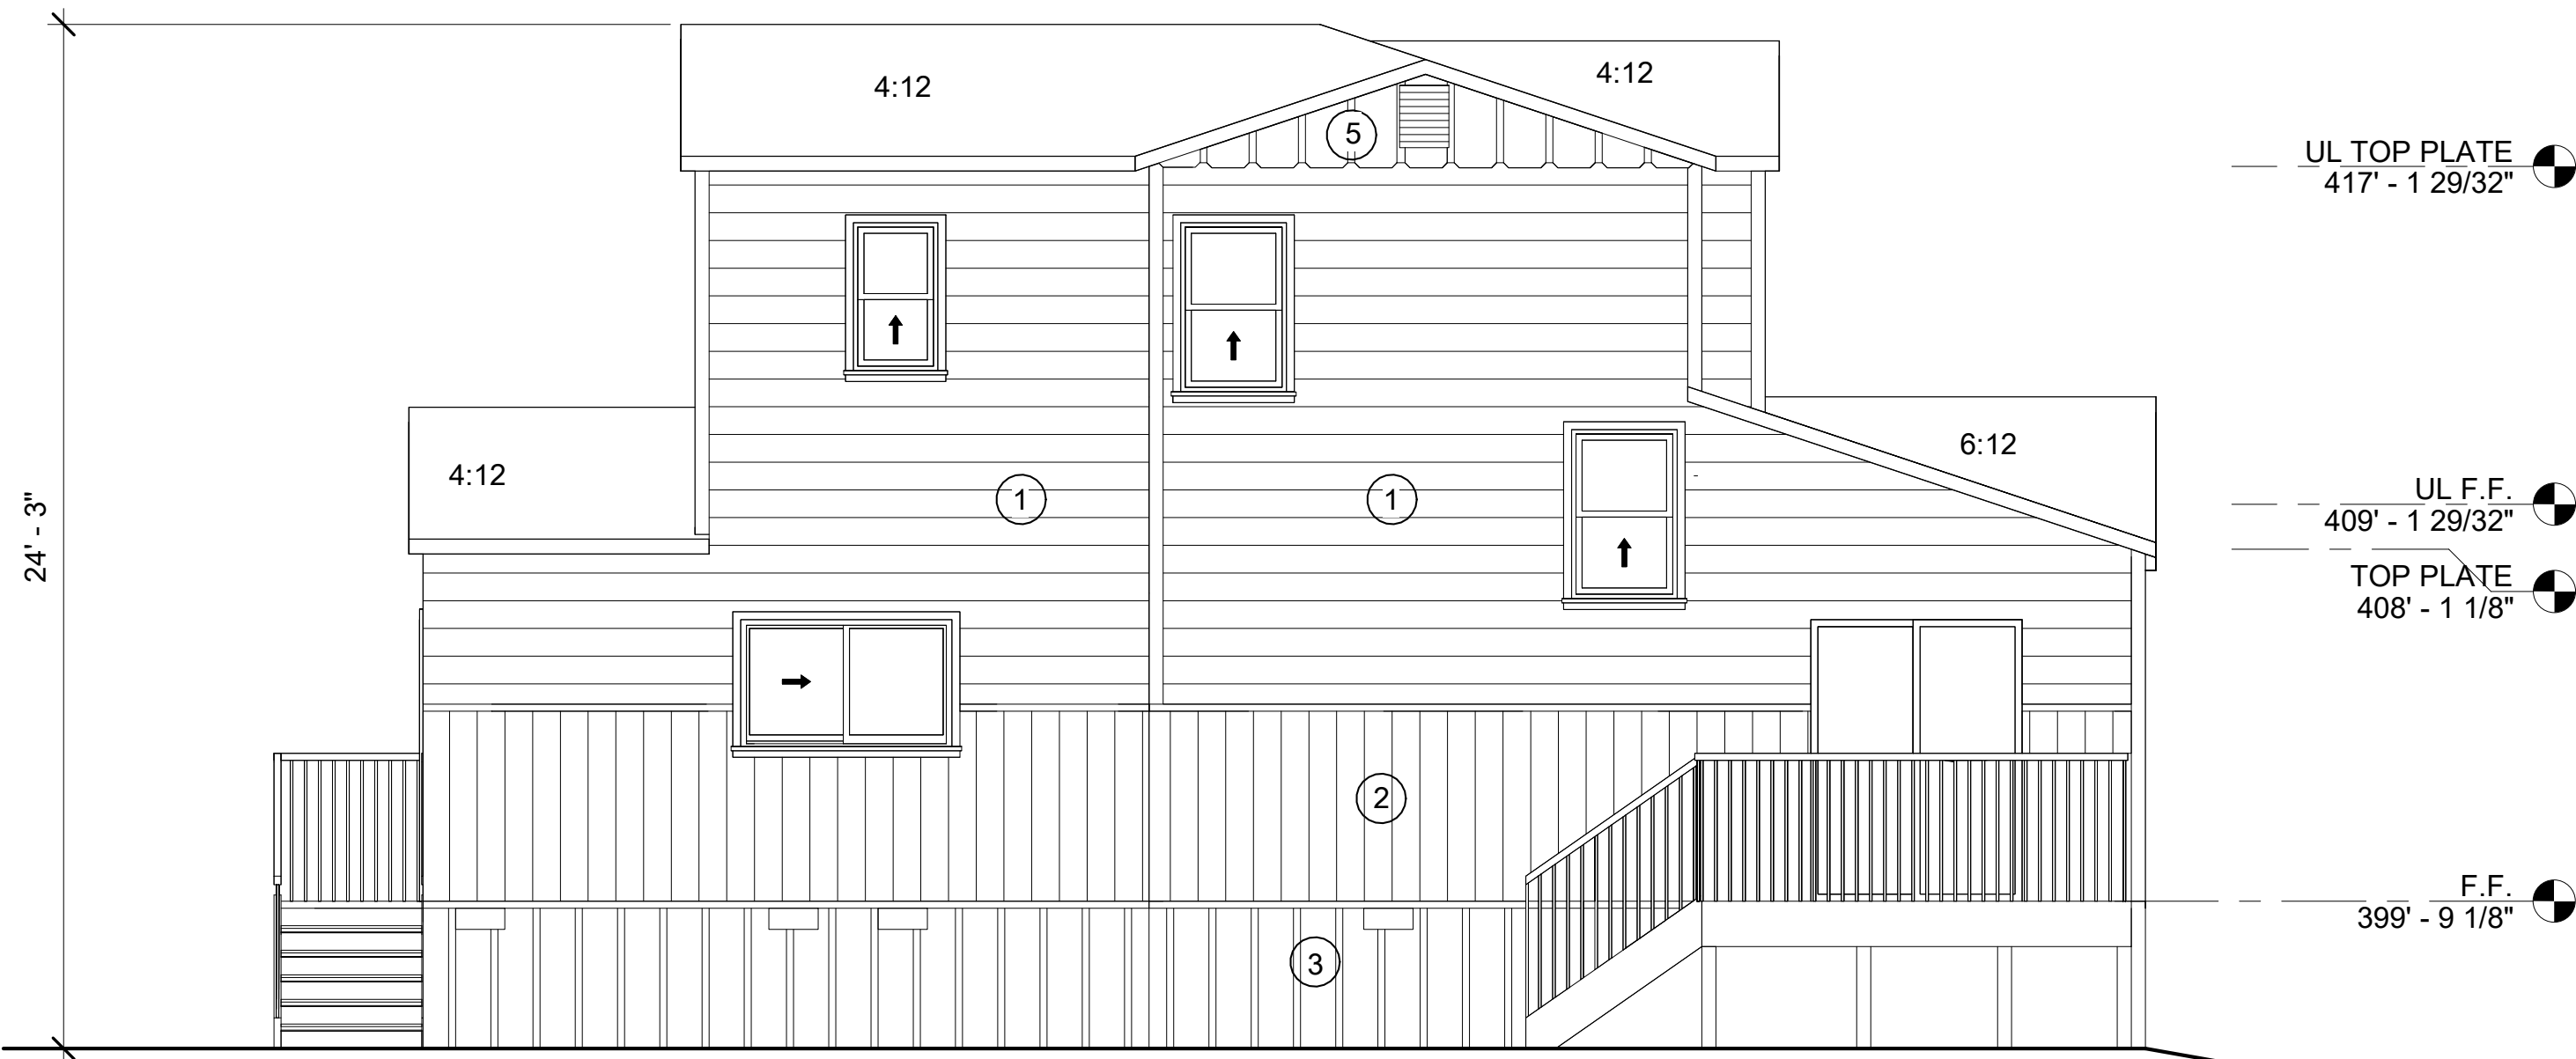 4:12
4:12
5
UL TOP PLATE
417' - 1 29/32"
4:12
6:12
1
1
24' - 3"
UL F.F.
409' - 1 29/32"
TOP PLATE
408' - 1 1/8"
2
F.F.
399' - 9 1/8"
3